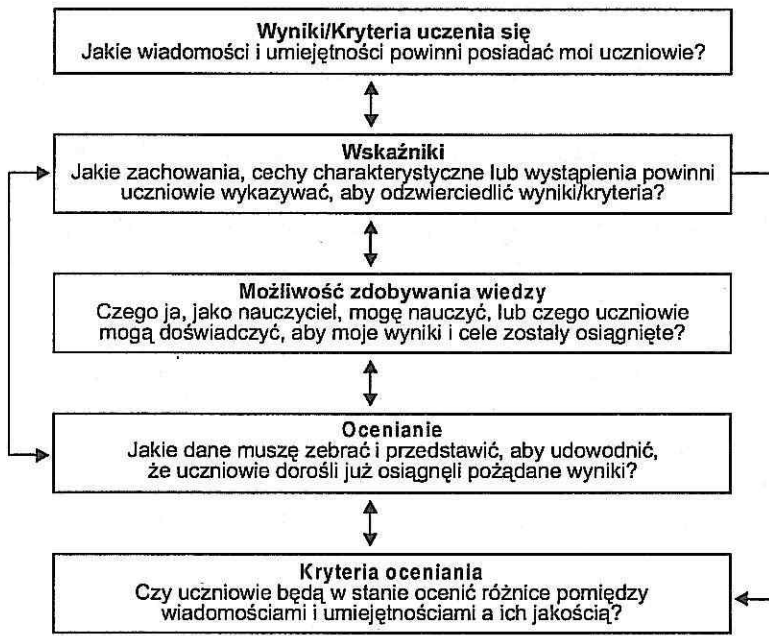 Wyniki/Kryteria uczenia się
Jakie wiadomości i umiejętności powinni posiadać moi uczniowie?
Wskaźniki
Jakie zachowania, cechy charakterystyczne lub wystąpienia powinni
uczniowie wykazywać, aby odzwierciedlić wyniki/kryteria?
Możliwość zdobywania wiedzy
Czego ja, jako nauczyciel, mogę nauczyć, lub czego uczniowie
mogą doświadczyć, aby moje wyniki i cele zostały osiągnięte?
Ocenianie
Jakie dane muszę zebrać i przedstawić, aby udowodnić,
że uczniowie dorośli już osiągnęli pożądane wyniki?
Kryteria oceniania
Czy uczniowie będą w stanie ocenić różnice pomiędzy
wiadomościami i umiejętnościami a ich jakością?